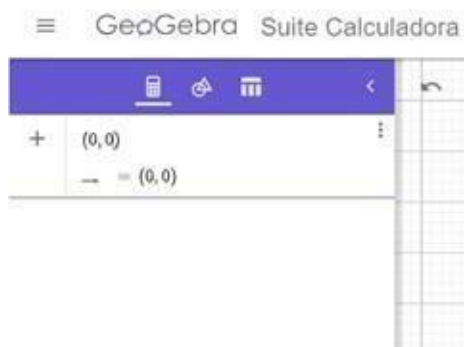 GeoGebra Suite Calculadora
(0,0)
→ = (0,0)